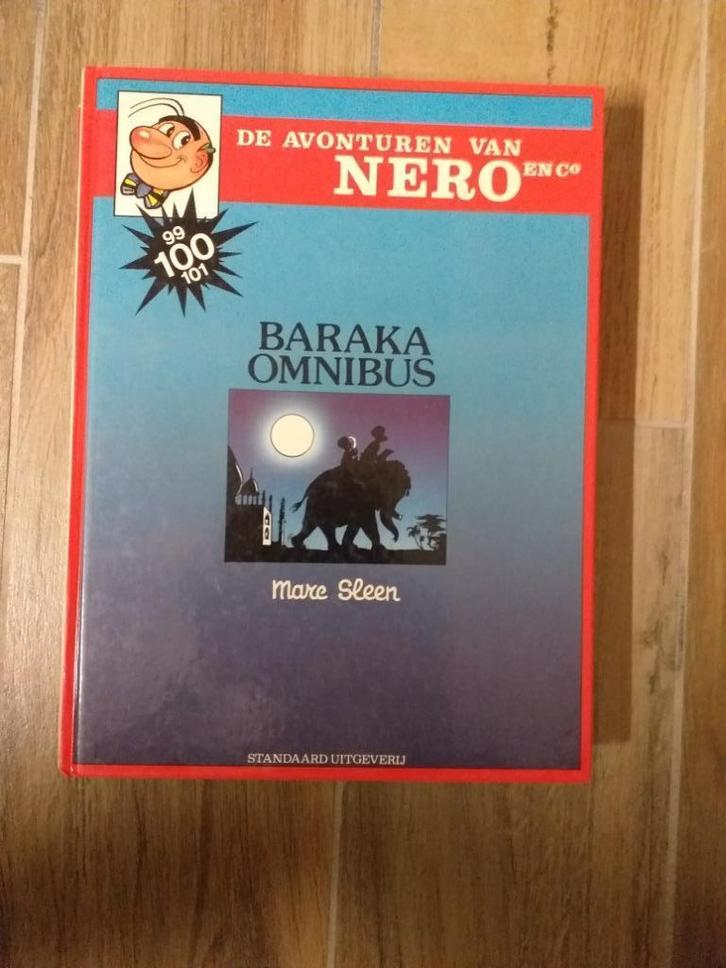 DE AVONTUREN VAN
NERO EN Co
99
100
101
BARAKA
OMNIBUS
Marc Sleen
STANDAARD UITGEVERIJ